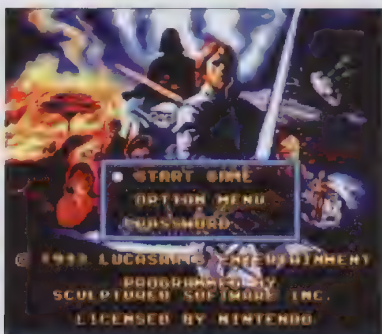 START GAME
OPTION MENU
PASSWORD
© 1993 LUCASARTS ENTERTAINMENT
PROGRAMMED BY
SCULPTURED SOFTWARE INC.
LICENSED BY NINTENDO